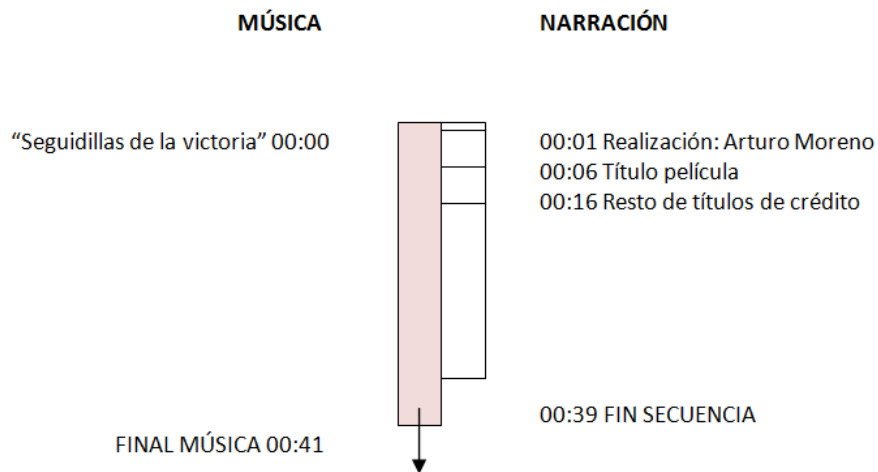 MÚSICA
NARRACIÓN
“Seguidillas de la victoria” 00:00
00:01 Realización: Arturo Moreno
00:06 Título película
00:16 Resto de títulos de crédito
00:39 FIN SECUENCIA
FINAL MÚSICA 00:41